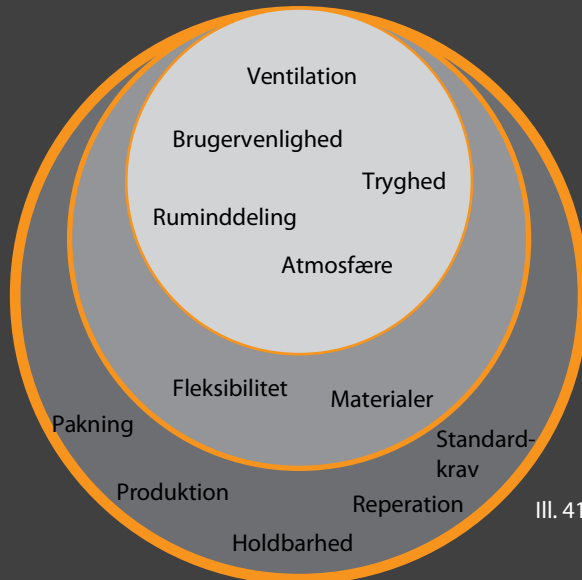 Ventilation
Brugervenlighed
Tryghed
Ruminddeling
Atmosfære
Fleksibilitet
Materialer
Pakning
Standard-
krav
Produktion
Reperation
Holdbarhed
Ill. 41